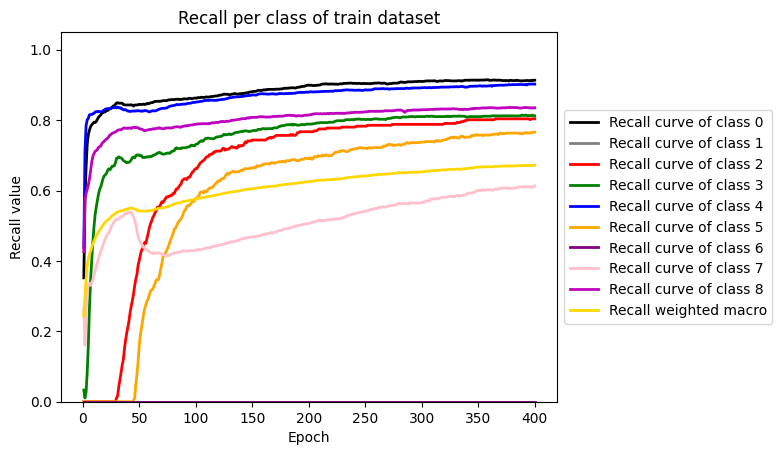 Recall per class of train dataset
1.0
0.8
0.6
0.4
0.2
0.0
Recall value
0
50
100
150
200
250
300
350
400
Epoch
Recall curve of class 0
Recall curve of class 1
Recall curve of class 2
Recall curve of class 3
Recall curve of class 4
Recall curve of class 5
Recall curve of class 6
Recall curve of class 7
Recall curve of class 8
Recall weighted macro